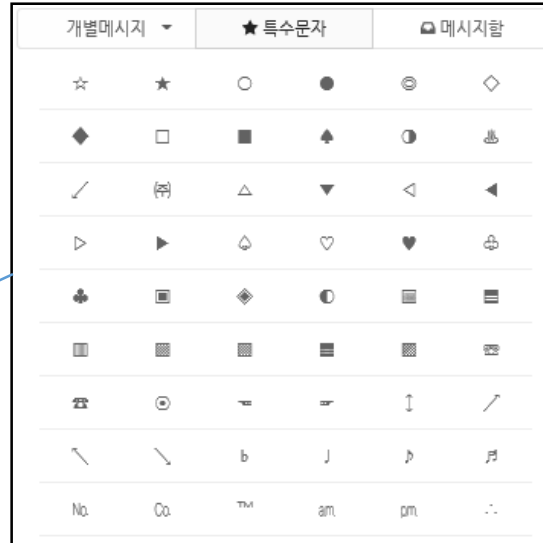 개별메시지 ▼ ★ 특수문자 메시지함
☆ ★ ○ ● ◎ ◇
◆ □ ■ ♠ ◑ ♨
↙ ㈜ △ ▼ ◁ ◀
▷ ▶ ♤ ♡ ♥ ♧
♣ ▣ ◈ ◐ ▤ ▤
▥ ▨ ▩ ▤ ▨ ☏
☎ ⊙ ☜ ☞ ↕ ↗
↖ ↘ ♭ ♩ ♪ ♬
№ ㏇ ™ ㏂ ㏘ ∴